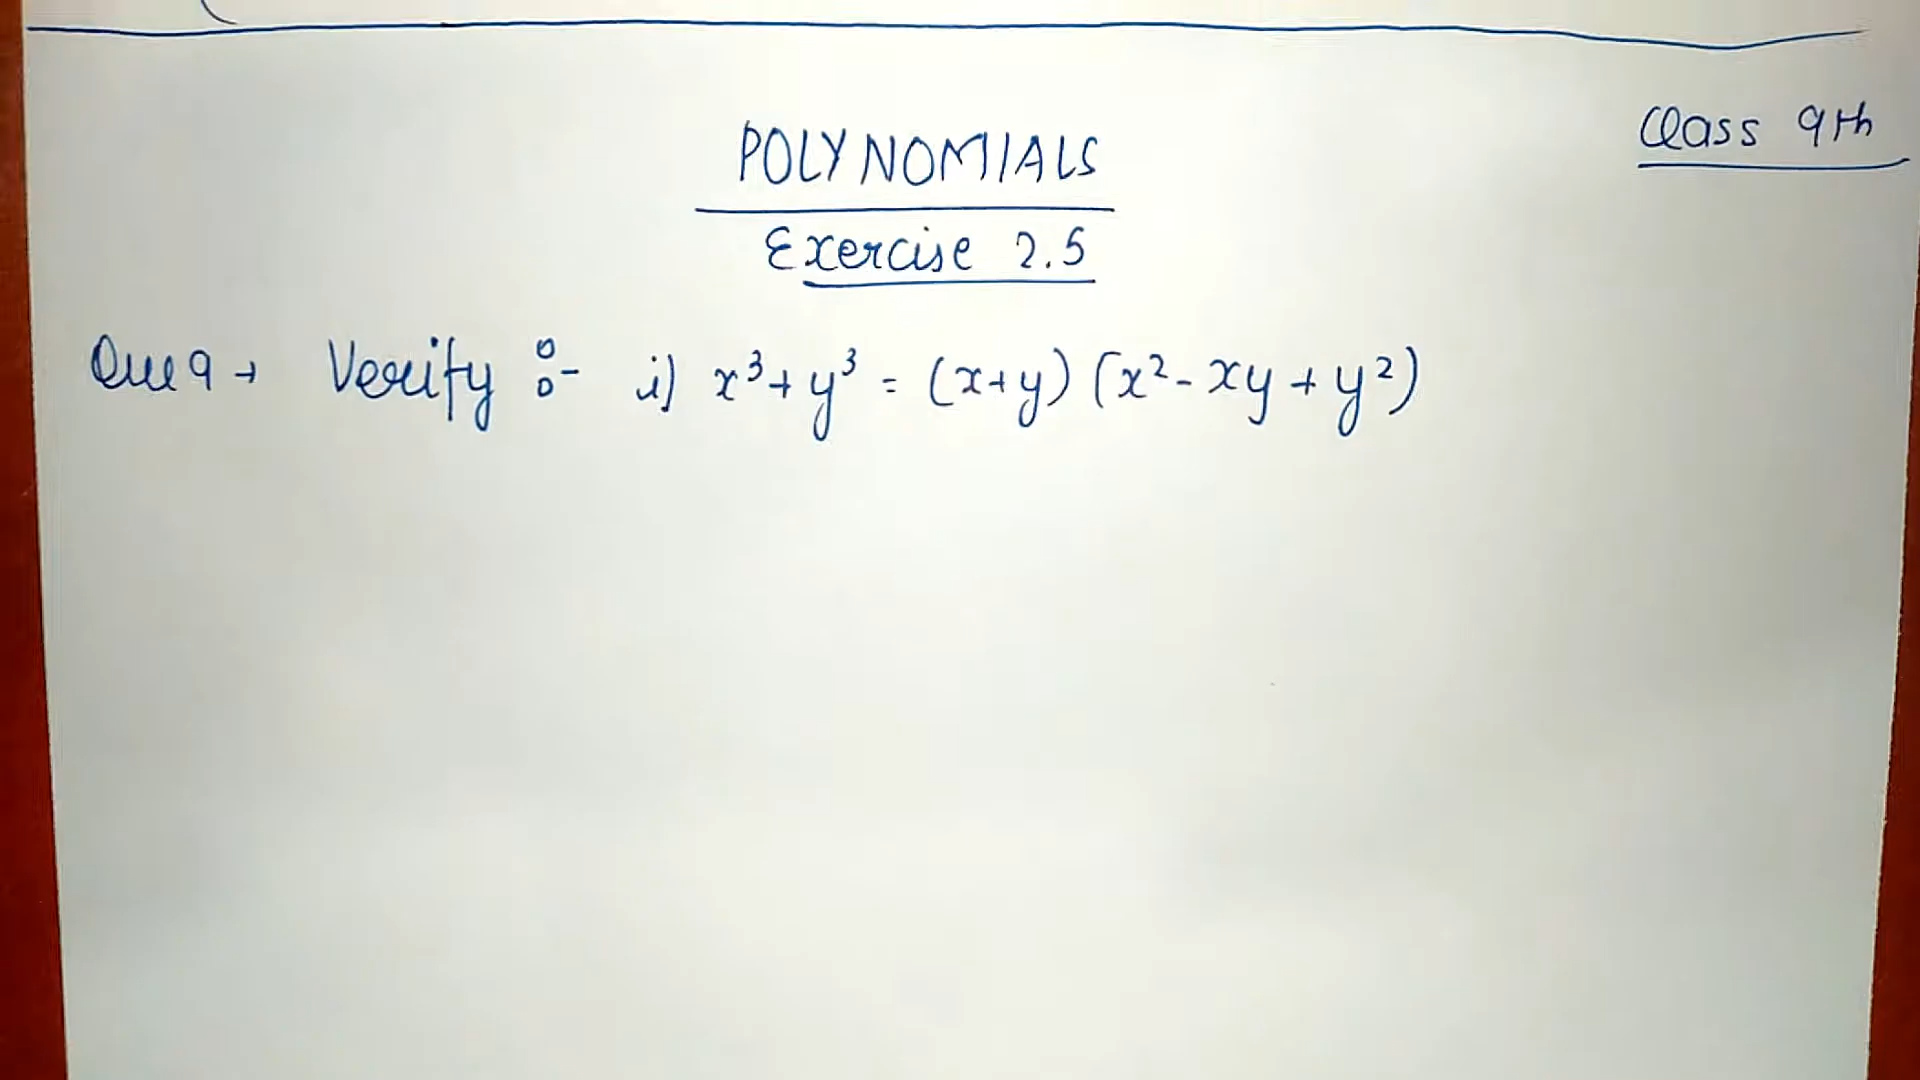 Class 9th
POLYNOMIALS
Exercise 2.5
Que 9 → Verify :- i) x³ + y³ = (x+y) (x² - xy + y²)